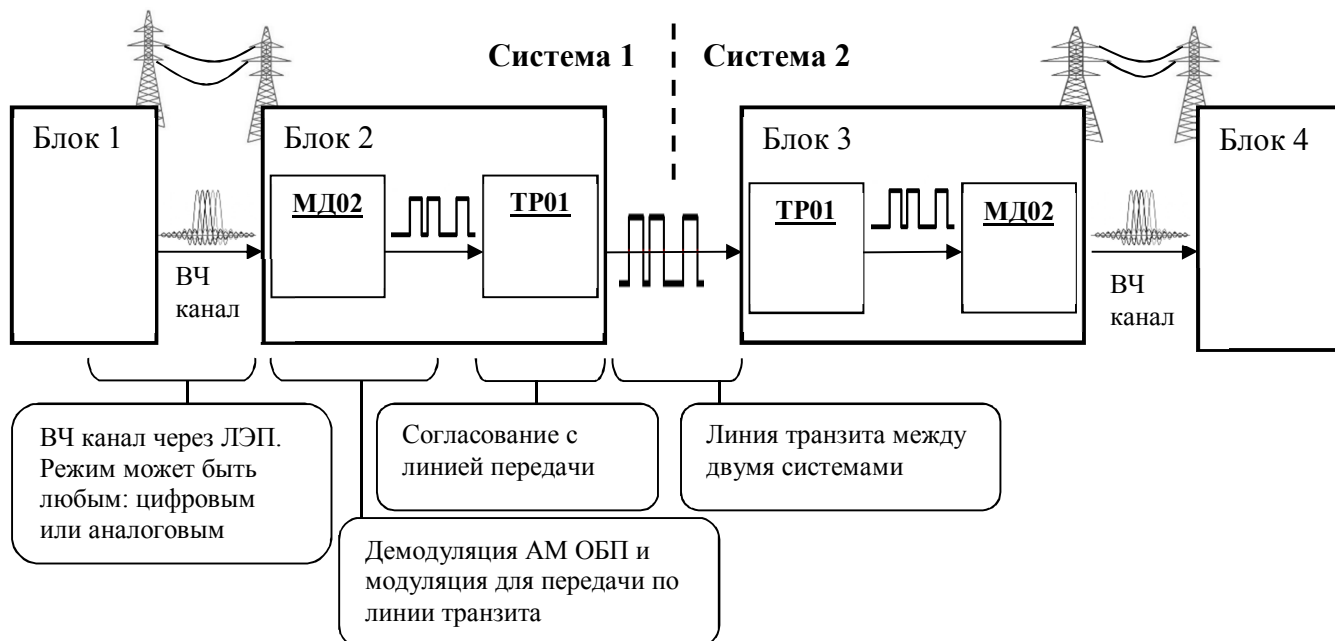 Система 1
Система 2
Блок 1
Блок 2
Блок 3
Блок 4
МД02
ТР01
ТР01
МД02
ВЧ
канал
ВЧ
канал
ВЧ канал через ЛЭП.
Режим может быть
любым: цифровым
или аналоговым
Согласование с
линией передачи
Линия транзита между
двумя системами
Демодуляция АМ ОБП и
модуляция для передачи по
линии транзита